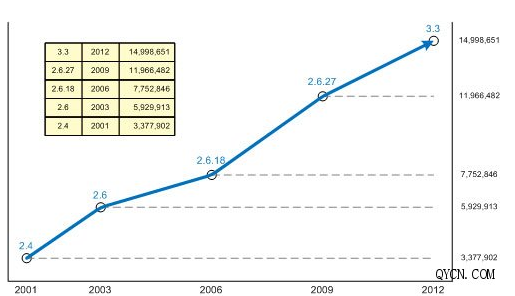 3.3
14,998,651
3.3 2012 14,998,651
2.6.27 2009 11,966,482
2.6.18 2006 7,752,846
2.6 2003 5,929,913
2.4 2001 3,377,902
2.6.27
11,966,482
2.6.18
7,752,846
2.6
5,929,913
2.4
3,377,902
QYCN.COM
2001 2003 2006 2009 2012